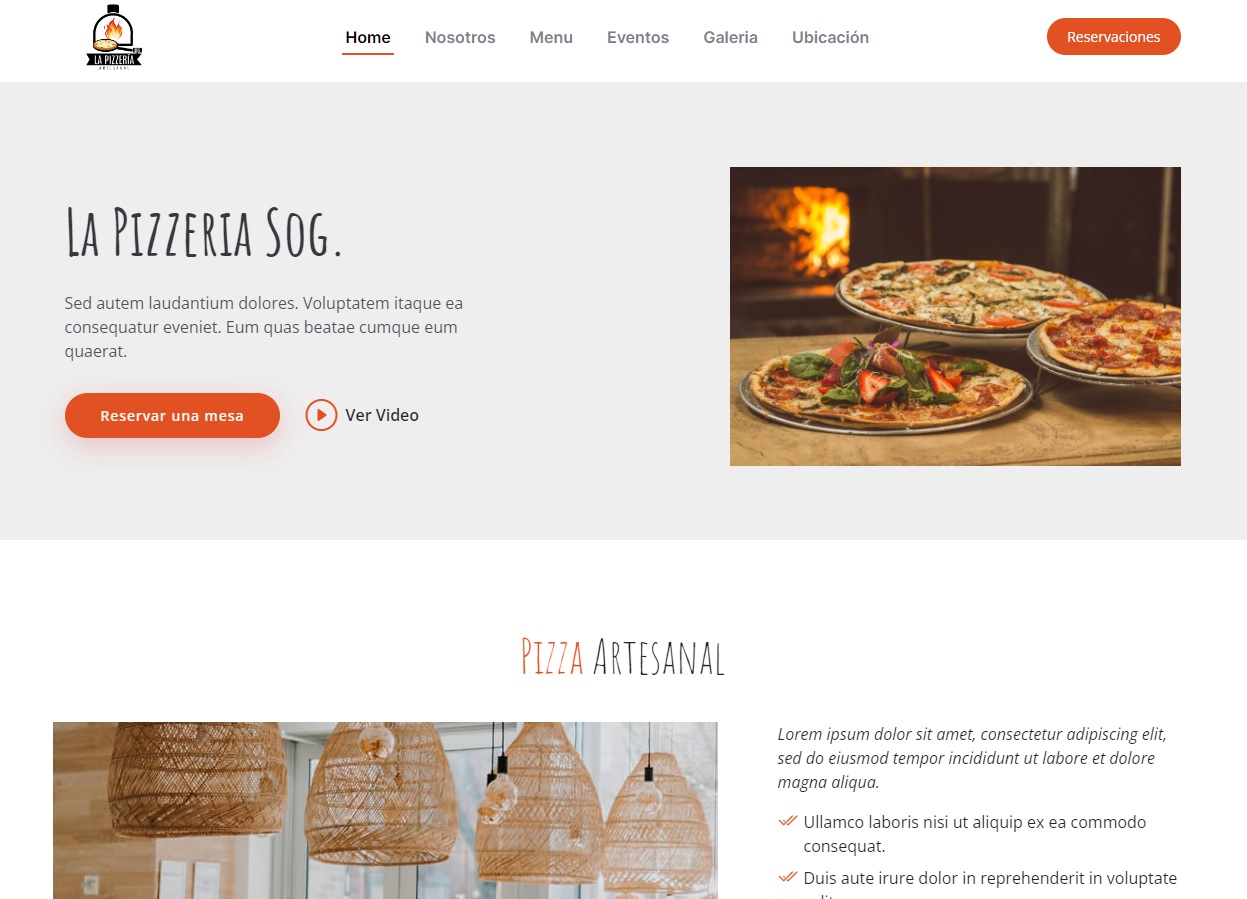 LA PIZZERÍA
ARTESANAL
Home Nosotros Menu Eventos Galeria Ubicación
Reservaciones
La Pizzeria Sog.
Sed autem laudantium dolores. Voluptatem itaque ea
consequatur eveniet. Eum quas beatae cumque eum
quaerat.
Reservar una mesa
Ver Video
Pizza Artesanal
Lorem ipsum dolor sit amet, consectetur adipiscing elit,
sed do eiusmod tempor incididunt ut labore et dolore
magna aliqua.
Ullamco laboris nisi ut aliquip ex ea commodo
consequat.
Duis aute irure dolor in reprehenderit in voluptate